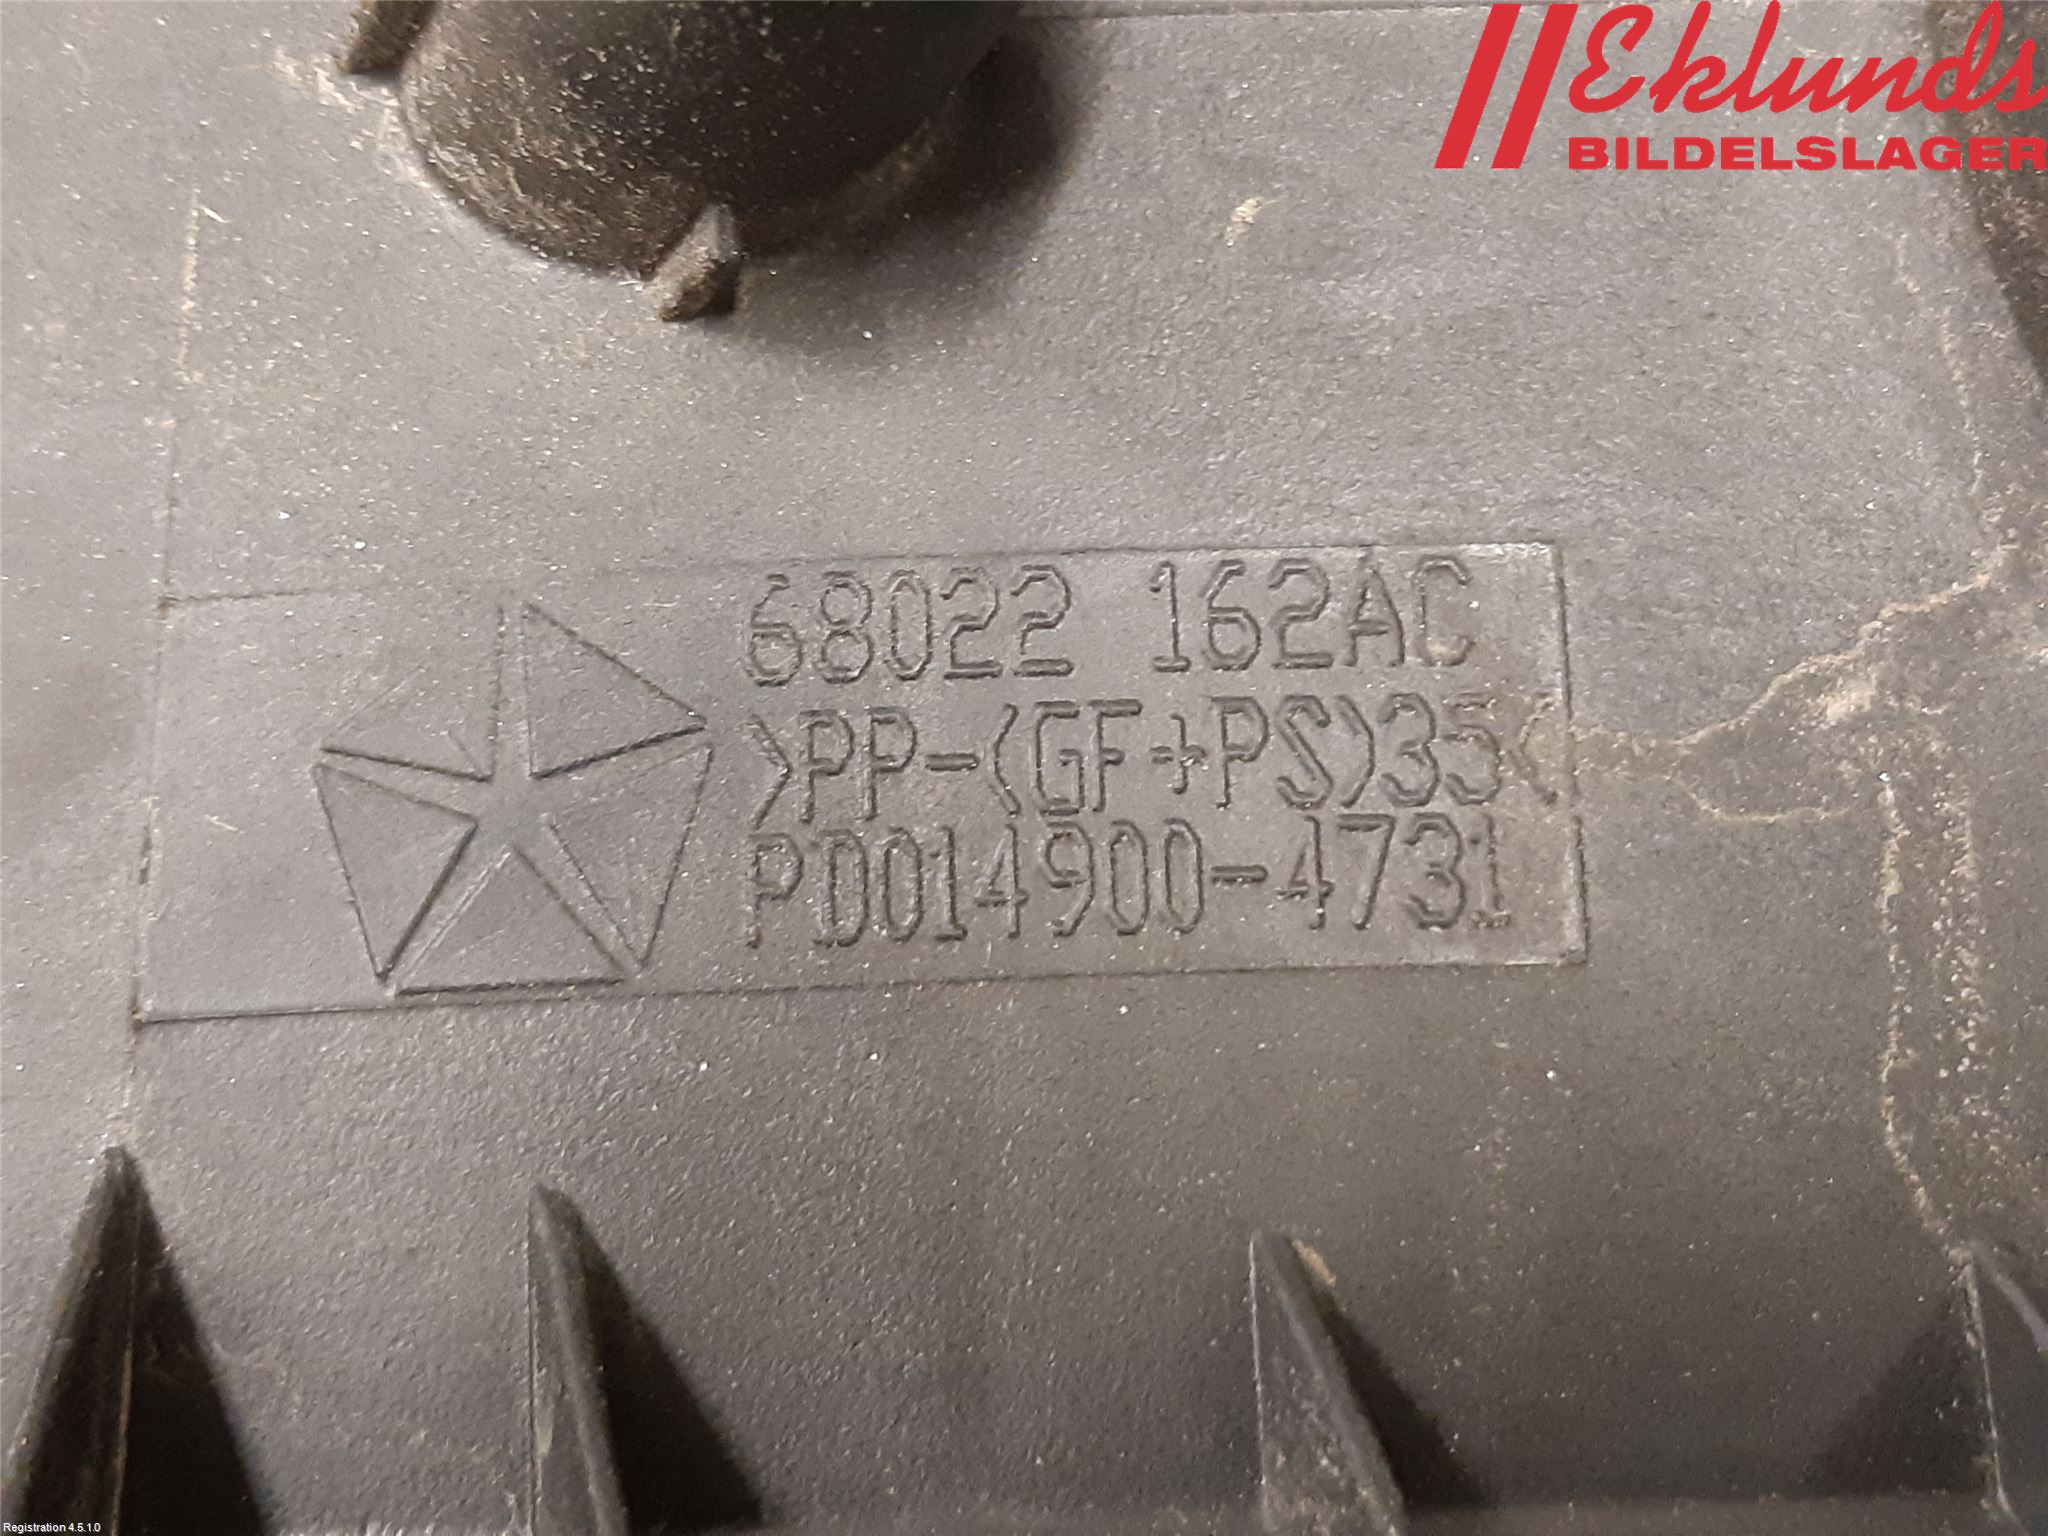 Eklunds
BILDELSLAGER
68022 162AC
>PP-(GF+PS)35<
PD014900-4731
Registration 4.5.1.0